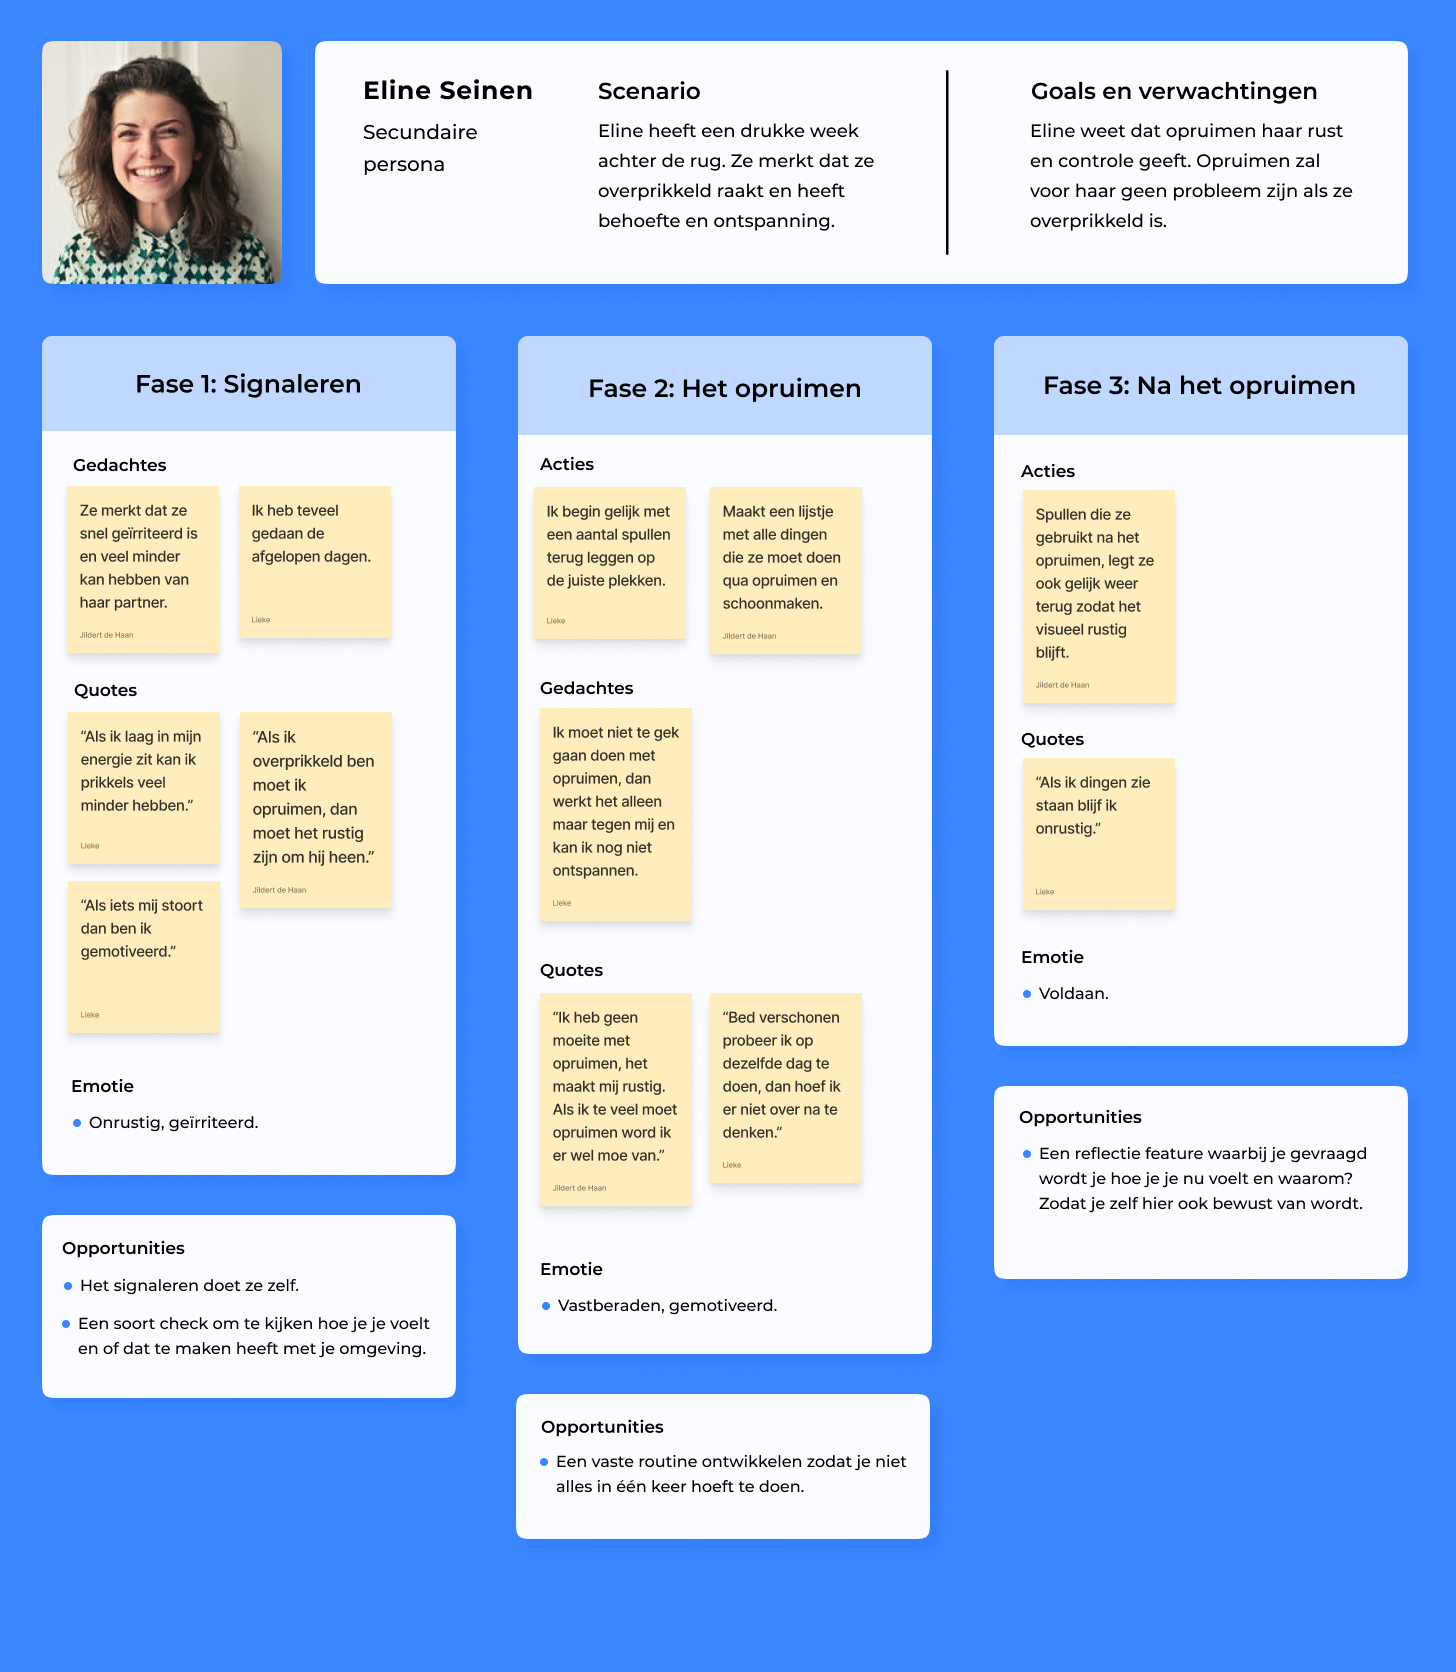 Eline Seinen
Secundaire
persona
Scenario
Eline heeft een drukke week
achter de rug. Ze merkt dat ze
overprikkeld raakt en heeft
behoefte en ontspanning.
Goals en verwachtingen
Eline weet dat opruimen haar rust
en controle geeft. Opruimen zal
voor haar geen probleem zijn als ze
overprikkeld is.
Fase 1: Signaleren
Gedachtes
Ze merkt dat ze
snel geïrriteerd is
en veel minder
kan hebben van
haar partner.
Jildert de Haan
Ik heb teveel
gedaan de
afgelopen dagen.
Lieke
Quotes
“Als ik laag in mijn
energie zit kan ik
prikkels veel
minder hebben.”
Lieke
“Als ik
overprikkeld ben
moet ik
opruimen, dan
moet het rustig
zijn om hij heen.”
Jildert de Haan
“Als iets mij stoort
dan ben ik
gemotiveerd.”
Lieke
Emotie
Onrustig, geïrriteerd.
Opportunities
Het signaleren doet ze zelf.
Een soort check om te kijken hoe je je voelt
en of dat te maken heeft met je omgeving.
Fase 2: Het opruimen
Acties
Ik begin gelijk met
een aantal spullen
terug leggen op
de juiste plekken.
Lieke
Maakt een lijstje
met alle dingen
die ze moet doen
qua opruimen en
schoonmaken.
Jildert de Haan
Gedachtes
Ik moet niet te gek
gaan doen met
opruimen, dan
werkt het alleen
maar tegen mij en
kan ik nog niet
ontspannen.
Lieke
Quotes
“Ik heb geen
moeite met
opruimen, het
maakt mij rustig.
Als ik te veel moet
opruimen word ik
er wel moe van.”
Jildert de Haan
“Bed verschonen
probeer ik op
dezelfde dag te
doen, dan hoef ik
er niet over na te
denken.”
Lieke
Emotie
Vastberaden, gemotiveerd.
Opportunities
Een vaste routine ontwikkelen zodat je niet
alles in één keer hoeft te doen.
Fase 3: Na het opruimen
Acties
Spullen die ze
gebruikt na het
opruimen, legt ze
ook gelijk weer
terug zodat het
visueel rustig
blijft.
Jildert de Haan
Quotes
“Als ik dingen zie
staan blijf ik
onrustig.”
Lieke
Emotie
Voldaan.
Opportunities
Een reflectie feature waarbij je gevraagd
wordt je hoe je je nu voelt en waarom?
Zodat je zelf hier ook bewust van wordt.